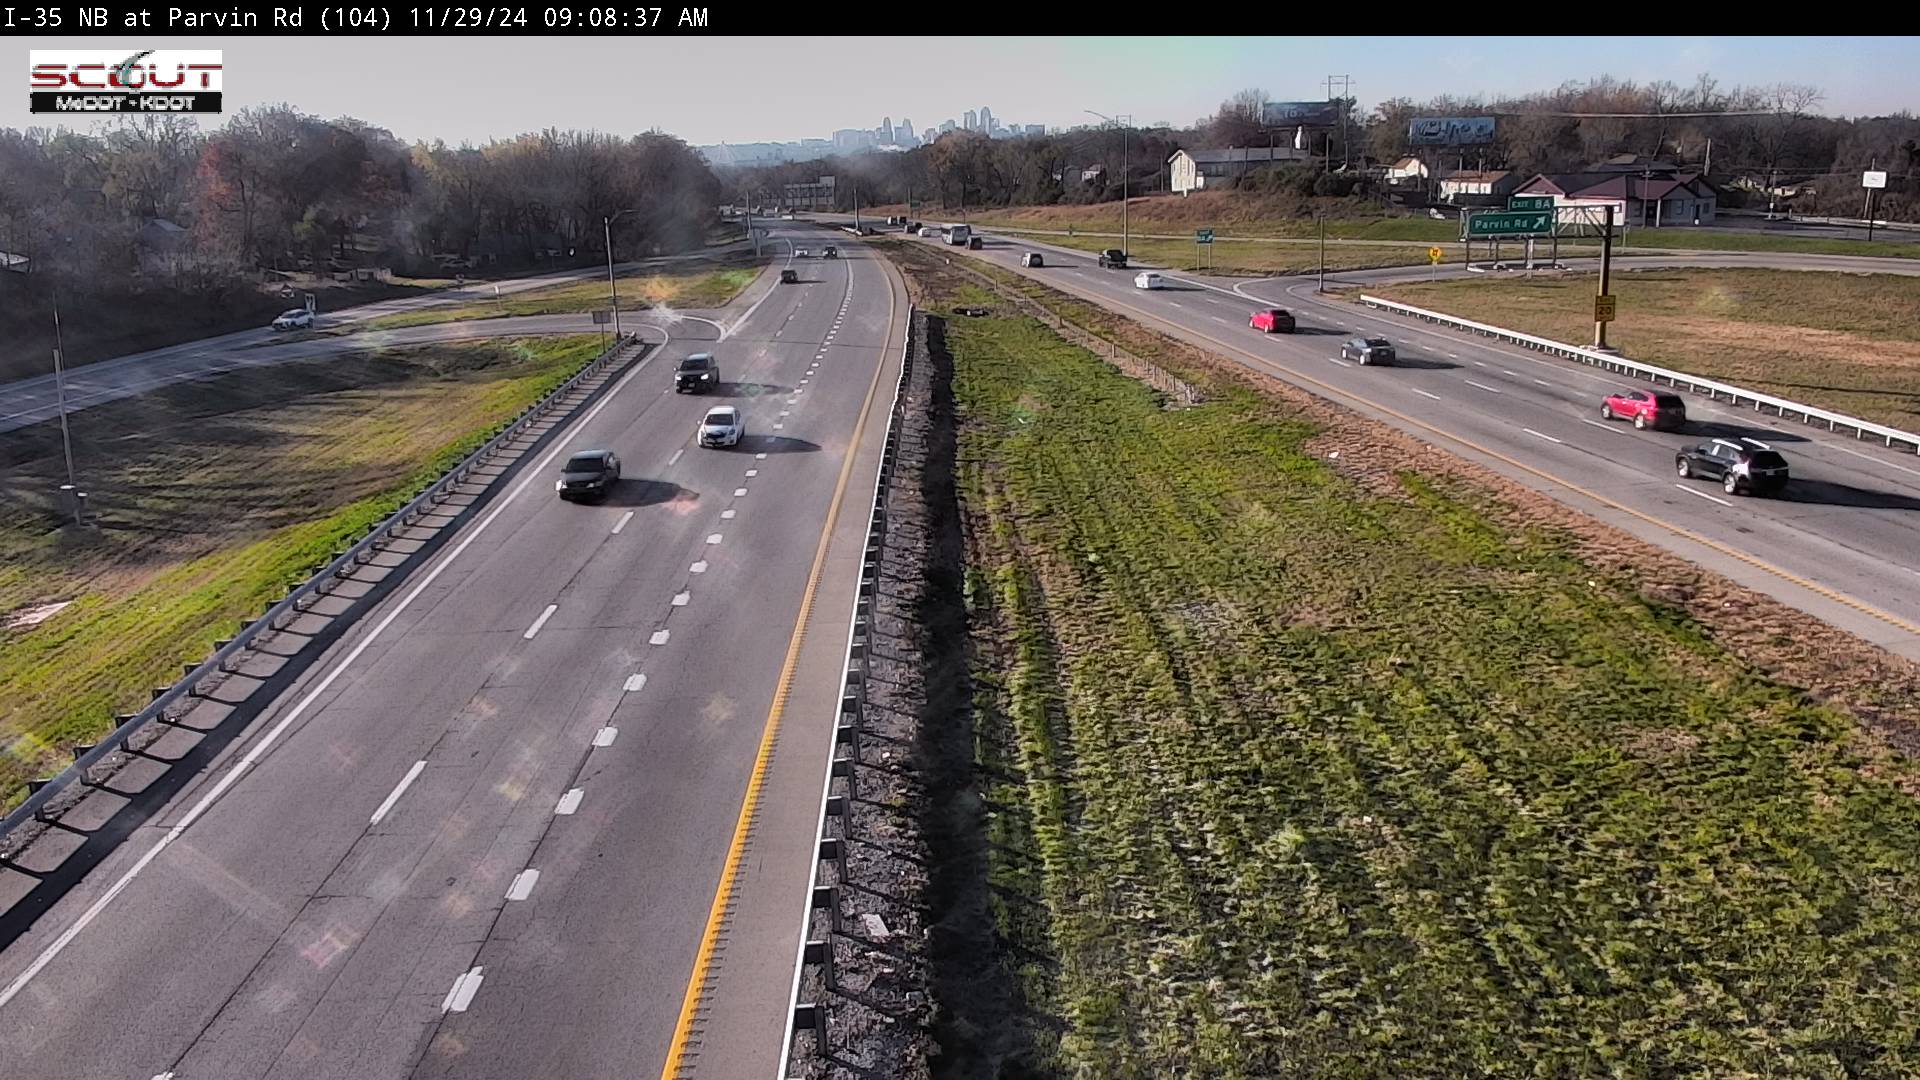 I-35 NB at Parvin Rd (104) 11/29/24 09:08:37 AM
SCOUT
MoDOT - KDOT
EXIT 8A
Parvin Rd
20